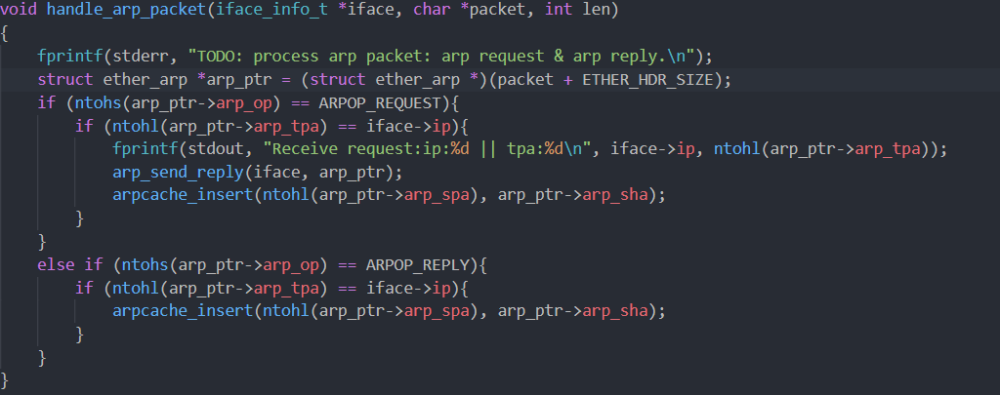 void handle_arp_packet(iface_info_t *iface, char *packet, int len)
{
    fprintf(stderr, "TODO: process arp packet: arp request & arp reply.\n");
    struct ether_arp *arp_ptr = (struct ether_arp *)(packet + ETHER_HDR_SIZE);
    if (ntohs(arp_ptr->arp_op) == ARPOP_REQUEST){
        if (ntohl(arp_ptr->arp_tpa) == iface->ip){
            fprintf(stdout, "Receive request:ip:%d || tpa:%d\n", iface->ip, ntohl(arp_ptr->arp_tpa));
            arp_send_reply(iface, arp_ptr);
            arpcache_insert(ntohl(arp_ptr->arp_spa), arp_ptr->arp_sha);
        }
    }
    else if (ntohs(arp_ptr->arp_op) == ARPOP_REPLY){
        if (ntohl(arp_ptr->arp_tpa) == iface->ip){
            arpcache_insert(ntohl(arp_ptr->arp_spa), arp_ptr->arp_sha);
        }
    }
}